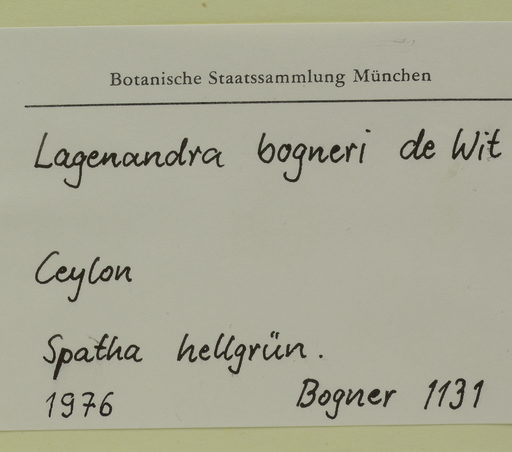 Botanische Staatssammlung München
Lagenandra bogneri de Wit
Ceylon
Spatha hellgrün.
1976 Bogner 1131